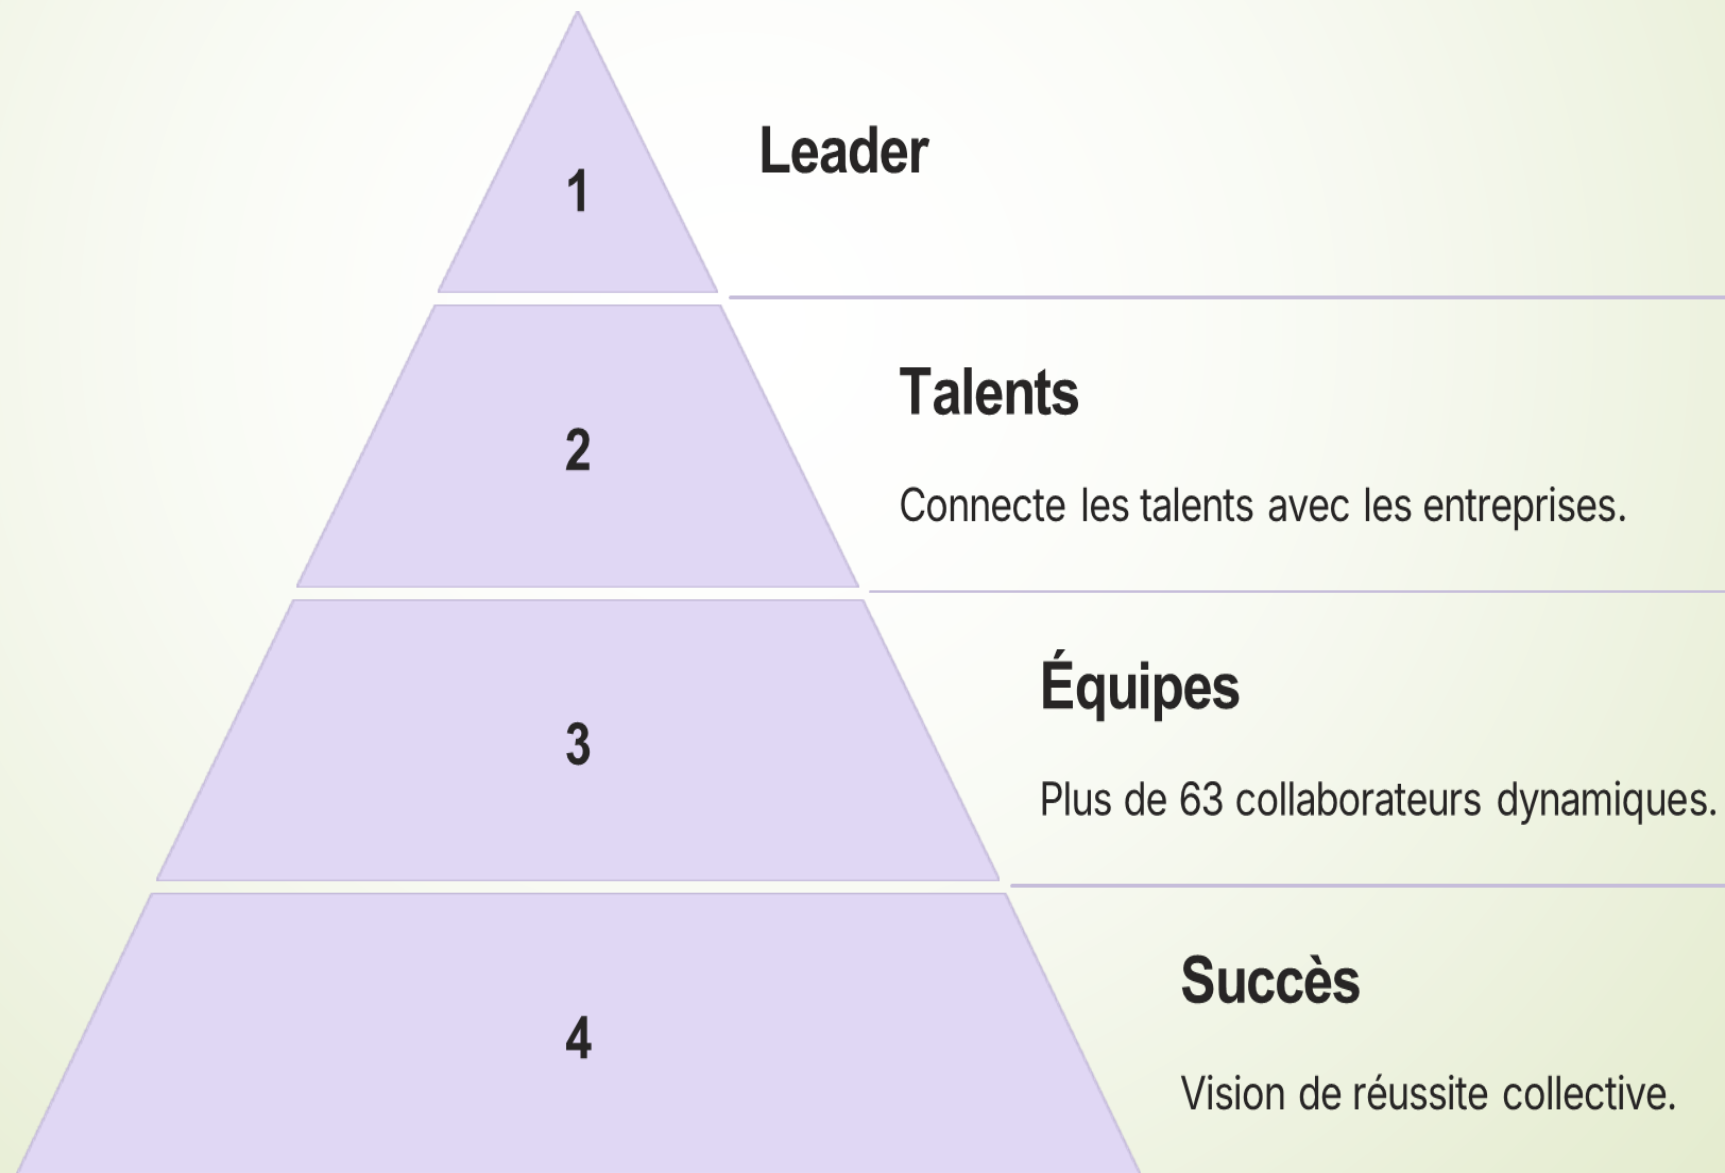 1
Leader
2
Talents
Connecte les talents avec les entreprises.
3
Équipes
Plus de 63 collaborateurs dynamiques.
4
Succès
Vision de réussite collective.